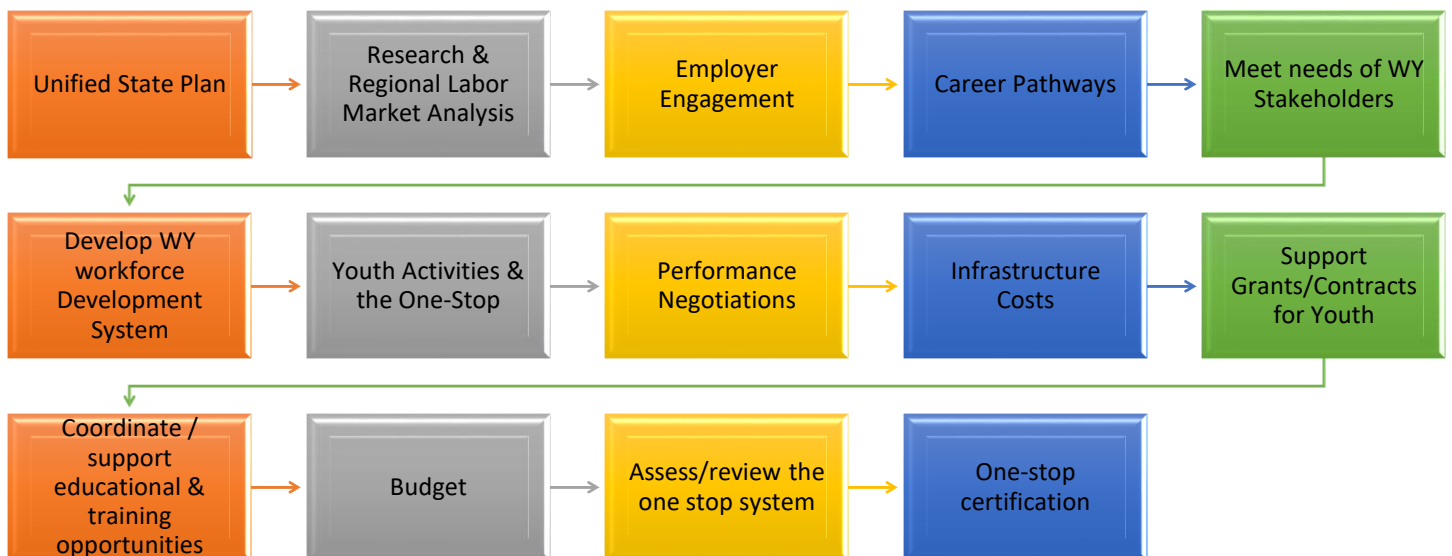 Unified State Plan
Research &
Regional Labor
Market Analysis
Employer
Engagement
Career Pathways
Meet needs of WY
Stakeholders
Develop WY
workforce
Development
System
Youth Activities &
the One-Stop
Performance
Negotiations
Infrastructure
Costs
Support
Grants/Contracts
for Youth
Coordinate /
support
educational &
training
opportunities
Budget
Assess/review the
one stop system
One-stop
certification